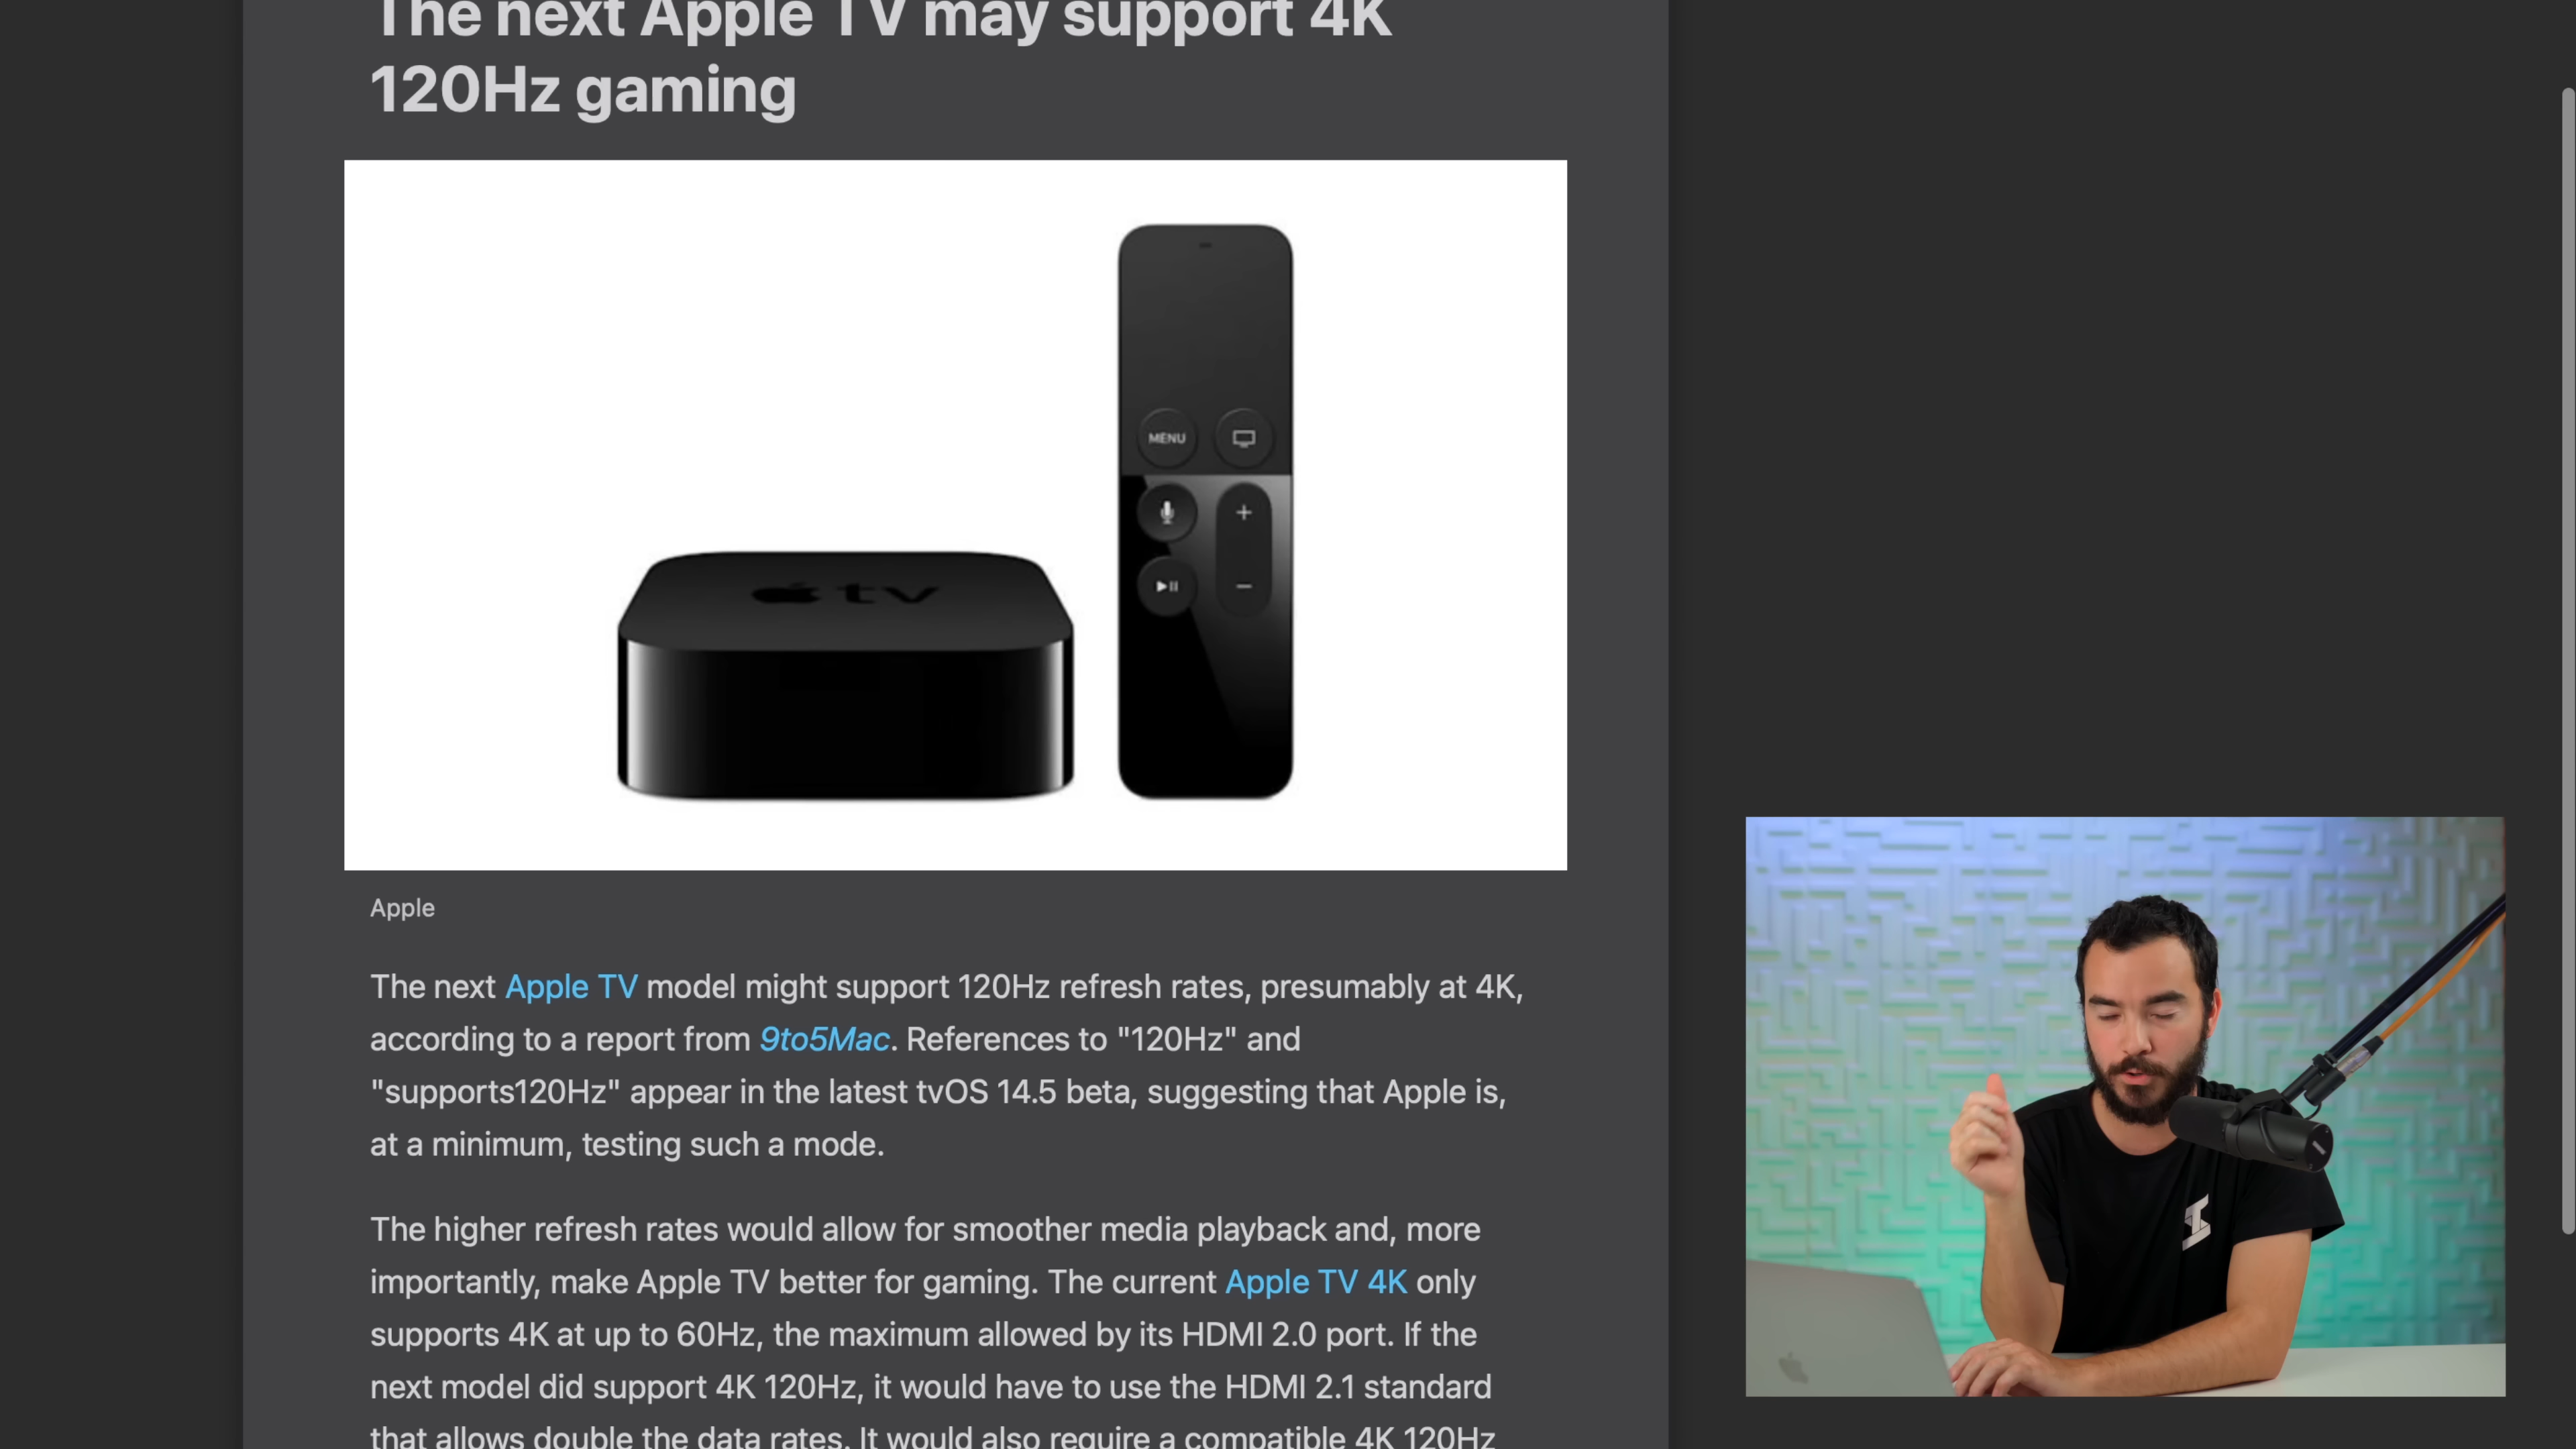 The next Apple TV may support 4K
120Hz gaming
MENU
tv
Apple
The next Apple TV model might support 120Hz refresh rates, presumably at 4K,
according to a report from 9to5Mac. References to "120Hz" and
"supports120Hz" appear in the latest tvOS 14.5 beta, suggesting that Apple is,
at a minimum, testing such a mode.
The higher refresh rates would allow for smoother media playback and, more
importantly, make Apple TV better for gaming. The current Apple TV 4K only
supports 4K at up to 60Hz, the maximum allowed by its HDMI 2.0 port. If the
next model did support 4K 120Hz, it would have to use the HDMI 2.1 standard
that allows double the data rates. It would also require a compatible 4K 120Hz